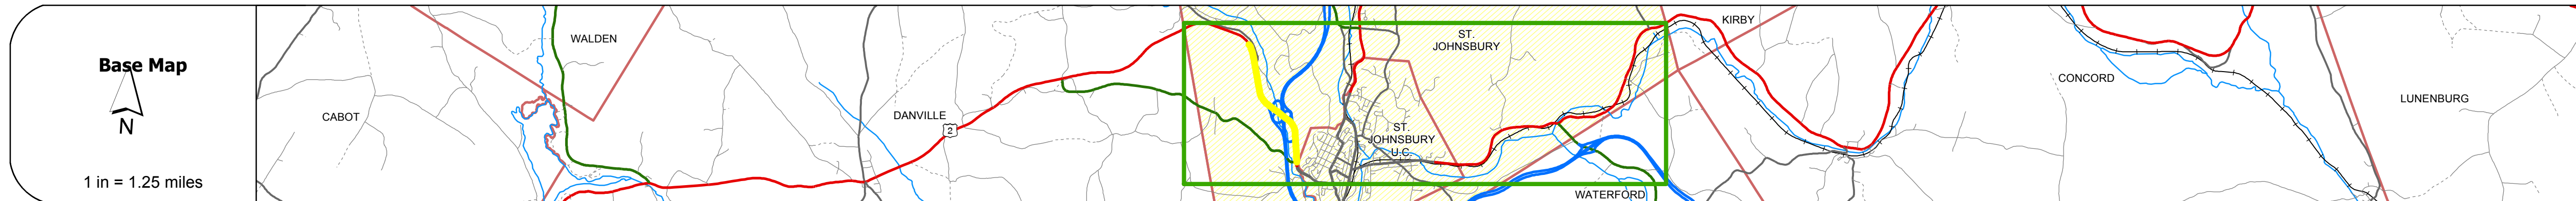 Base Map
N
1 in = 1.25 miles
CABOT
WALDEN
DANVILLE
2
ST.
JOHNSBURY
ST.
JOHNSBURY
U.C.
KIRBY
WATERFORD
CONCORD
LUNENBURG